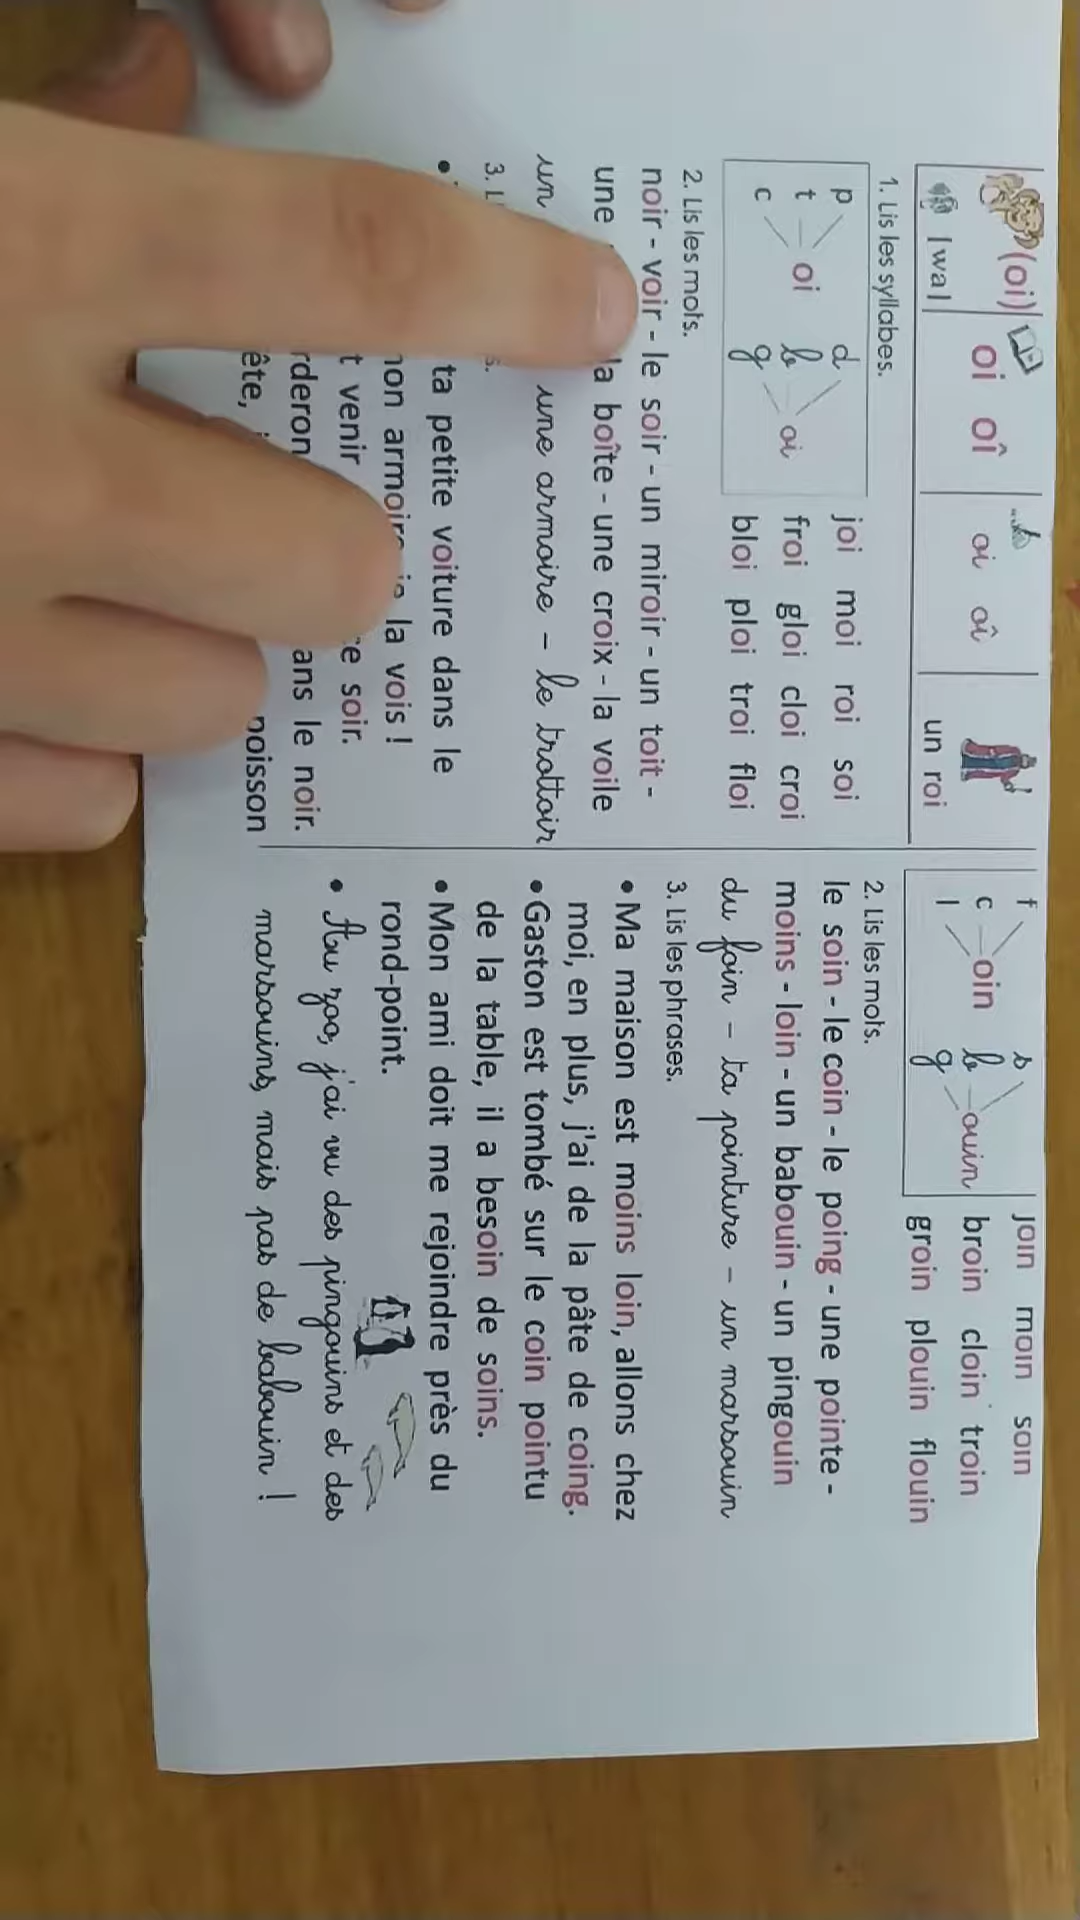 (oi) oi oî oi oî
[wa] un roi
1. Lis les syllabes.
p t c oi d b g oi
joi moi roi soi
froi gloi cloi croi
bloi ploi troi floi
2. Lis les mots.
noir - voir - le soir - un miroir - un toit -
une la boîte - une croix - la voile
un une armoire - le trottoir
3. L
• ta petite voiture dans le
la vois !
t venir soir.
ans le noir.
poisson
f c l oin s b g ouin
join moin soin
broin cloin troin
groin plouin flouin
2. Lis les mots.
le soin - le coin - le poing - une pointe -
moins - loin - un babouin - un pingouin
du foin - ta pointure - un marsouin
3. Lis les phrases.
• Ma maison est moins loin, allons chez
moi, en plus, j'ai de la pâte de coing.
• Gaston est tombé sur le coin pointu
de la table, il a besoin de soins.
• Mon ami doit me rejoindre près du
rond-point.
• Au zoo, j'ai vu des pingouins et des
marsouins, mais pas de babouin !